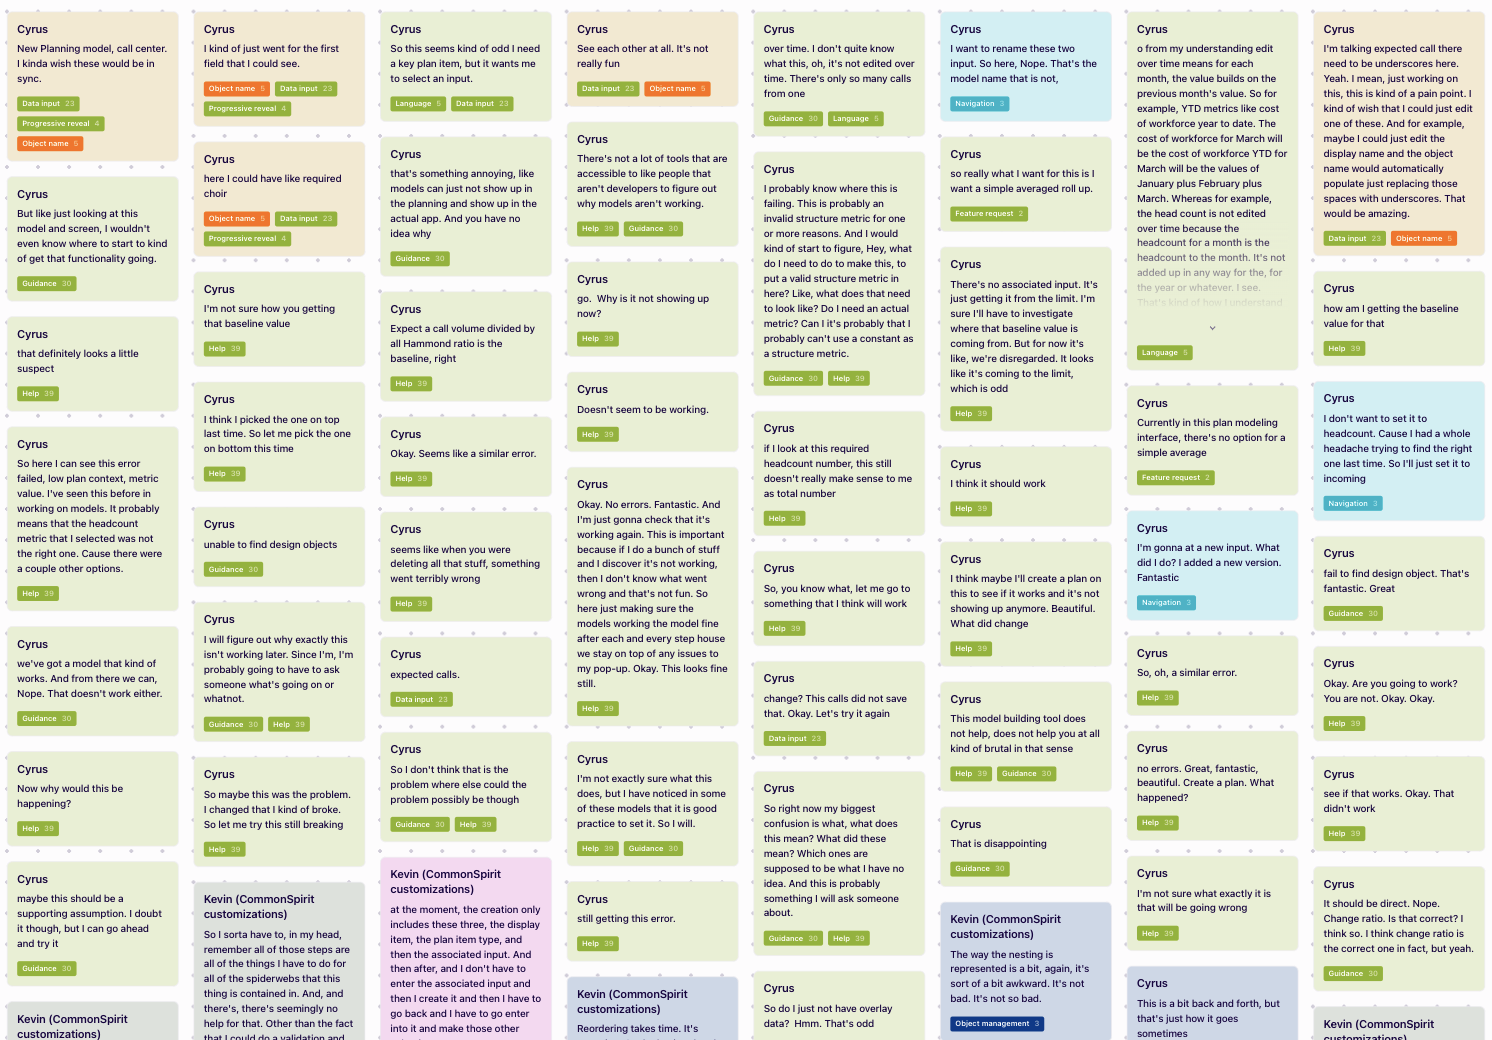 Cyrus
New Planning model, call center.
I kinda wish these would be in
sync.
Data input 23
Progressive reveal 4
Object name 5
Cyrus
But like just looking at this
model and screen, I wouldn't
even know where to start to kind
of get that functionality going.
Guidance 30
Cyrus
that definitely looks a little
suspect
Help 39
Cyrus
So here I can see this error
failed, low plan context, metric
value. I've seen this before in
working on models. It probably
means that the headcount
metric that I selected was not
the right one. Cause there were
a couple other options.
Help 39
Cyrus
we've got a model that kind of
works. And from there we can,
Nope. That doesn't work either.
Guidance 30
Cyrus
Now why would this be
happening?
Help 39
Cyrus
maybe this should be a
supporting assumption. I doubt
it though, but I can go ahead
and try it
Guidance 30
Kevin (CommonSpirit
customizations)
Cyrus
I kind of just went for the first
field that I could see.
Object name 5 Data input 23
Progressive reveal 4
Cyrus
here I could have like required
choir
Object name 5 Data input 23
Progressive reveal 4
Cyrus
I'm not sure how you getting
that baseline value
Help 39
Cyrus
I think I picked the one on top
last time. So let me pick the one
on bottom this time
Help 39
Cyrus
unable to find design objects
Guidance 30
Cyrus
I will figure out why exactly this
isn't working later. Since I'm, I'm
probably going to have to ask
someone what's going on or
whatnot.
Guidance 30 Help 39
Cyrus
So maybe this was the problem.
I changed that I kind of broke.
So let me try this still breaking
Help 39
Kevin (CommonSpirit
customizations)
So I sorta have to, in my head,
remember all of those steps are
all of the things I have to do for
all of the spiderwebs that this
thing is contained in. And, and
there's, there's seemingly no
help for that. Other than the fact
that I could do a validation and
Cyrus
So this seems kind of odd I need
a key plan item, but it wants me
to select an input.
Language 5 Data input 23
Cyrus
that's something annoying, like
models can just not show up in
the planning and show up in the
actual app. And you have no
idea why
Guidance 30
Cyrus
Expect a call volume divided by
all Hammond ratio is the
baseline, right
Help 39
Cyrus
Okay. Seems like a similar error.
Help 39
Cyrus
seems like when you were
deleting all that stuff, something
went terribly wrong
Help 39
Cyrus
expected calls.
Data input 23
Cyrus
So I don't think that is the
problem where else could the
problem possibly be though
Guidance 30 Help 39
Kevin (CommonSpirit
customizations)
at the moment, the creation only
includes these three, the display
item, the plan item type, and
then the associated input. And
then after, and I don't have to
enter the associated input and
then I create it and then I have to
go back and I have to go enter
into it and make those other
Cyrus
See each other at all. It's not
really fun
Data input 23 Object name 5
Cyrus
There's not a lot of tools that are
accessible to like people that
aren't developers to figure out
why models aren't working.
Help 39 Guidance 30
Cyrus
go.  Why is it not showing up
now?
Help 39
Cyrus
Doesn't seem to be working.
Help 39
Cyrus
Okay. No errors. Fantastic. And
I'm just gonna check that it's
working again. This is important
because if I do a bunch of stuff
and I discover it's not working,
then I don't know what went
wrong and that's not fun. So
here just making sure the
models working the model fine
after each and every step house
we stay on top of any issues to
my pop-up. Okay. This looks fine
still.
Help 39
Cyrus
I'm not exactly sure what this
does, but I have noticed in some
of these models that it is good
practice to set it. So I will.
Help 39 Guidance 30
Cyrus
still getting this error.
Help 39
Kevin (CommonSpirit
customizations)
Reordering takes time. It's
Cyrus
over time. I don't quite know
what this, oh, it's not edited over
time. There's only so many calls
from one
Guidance 30 Language 5
Cyrus
I probably know where this is
failing. This is probably an
invalid structure metric for one
or more reasons. And I would
kind of start to figure, Hey, what
do I need to do to make this, to
put a valid structure metric in
here? Like, what does that need
to look like? Do I need an actual
metric? Can I it's probably that I
probably can't use a constant as
a structure metric.
Guidance 30 Help 39
Cyrus
if I look at this required
headcount number, this still
doesn't really make sense to me
as total number
Help 39
Cyrus
So, you know what, let me go to
something that I think will work
Help 39
Cyrus
change? This calls did not save
that. Okay. Let's try it again
Data input 23
Cyrus
So right now my biggest
confusion is what, what does
this mean? What did these
mean? Which ones are
supposed to be what I have no
idea. And this is probably
something I will ask someone
about.
Guidance 30 Help 39
Cyrus
So do I just not have overlay
data?  Hmm. That's odd
Cyrus
I want to rename these two
input. So here, Nope. That's the
model name that is not,
Navigation 3
Cyrus
so really what I want for this is I
want a simple averaged roll up.
Feature request 2
Cyrus
There's no associated input. It's
just getting it from the limit. I'm
sure I'll have to investigate
where that baseline value is
coming from. But for now it's
like, we're disregarded. It looks
like it's coming to the limit,
which is odd
Help 39
Cyrus
I think it should work
Help 39
Cyrus
I think maybe I'll create a plan on
this to see if it works and it's not
showing up anymore. Beautiful.
What did change
Help 39
Cyrus
This model building tool does
not help, does not help you at all
kind of brutal in that sense
Help 39 Guidance 30
Cyrus
That is disappointing
Guidance 30
Kevin (CommonSpirit
customizations)
The way the nesting is
represented is a bit, again, it's
sort of a bit awkward. It's not
bad. It's not so bad.
Object management 3
Cyrus
o from my understanding edit
over time means for each
month, the value builds on the
previous month's value. So for
example, YTD metrics like cost
of workforce year to date. The
cost of workforce for March will
be the cost of workforce YTD for
March will be the values of
January plus February plus
March. Whereas for example,
the head count is not edited
over time because the
headcount for a month is the
headcount to the month. It's not
added up in any way for the, for
the year or whatever. I see.
That's kind of how I understand
Language 5
Cyrus
Currently in this plan modeling
interface, there's no option for a
simple average
Feature request 2
Cyrus
I'm gonna at a new input. What
did I do? I added a new version.
Fantastic
Navigation 3
Cyrus
So, oh, a similar error.
Help 39
Cyrus
no errors. Great, fantastic,
beautiful. Create a plan. What
happened?
Help 39
Cyrus
I'm not sure what exactly it is
that will be going wrong
Help 39
Cyrus
This is a bit back and forth, but
that's just how it goes
sometimes
Cyrus
I'm talking expected call there
need to be underscores here.
Yeah. I mean, just working on
this, this is kind of a pain point. I
kind of wish that I could just edit
one of these. And for example,
maybe I could just edit the
display name and the object
name would automatically
populate just replacing those
spaces with underscores. That
would be amazing.
Data input 23 Object name 5
Cyrus
how am I getting the baseline
value for that
Help 39
Cyrus
I don't want to set it to
headcount. Cause I had a whole
headache trying to find the right
one last time. So I'll just set it to
incoming
Navigation 3
Cyrus
fail to find design object. That's
fantastic. Great
Guidance 30
Cyrus
Okay. Are you going to work?
You are not. Okay. Okay.
Help 39
Cyrus
see if that works. Okay. That
didn't work
Help 39
Cyrus
It should be direct. Nope.
Change ratio. Is that correct? I
think so. I think change ratio is
the correct one in fact, but yeah.
Guidance 30
Kevin (CommonSpirit
customizations)